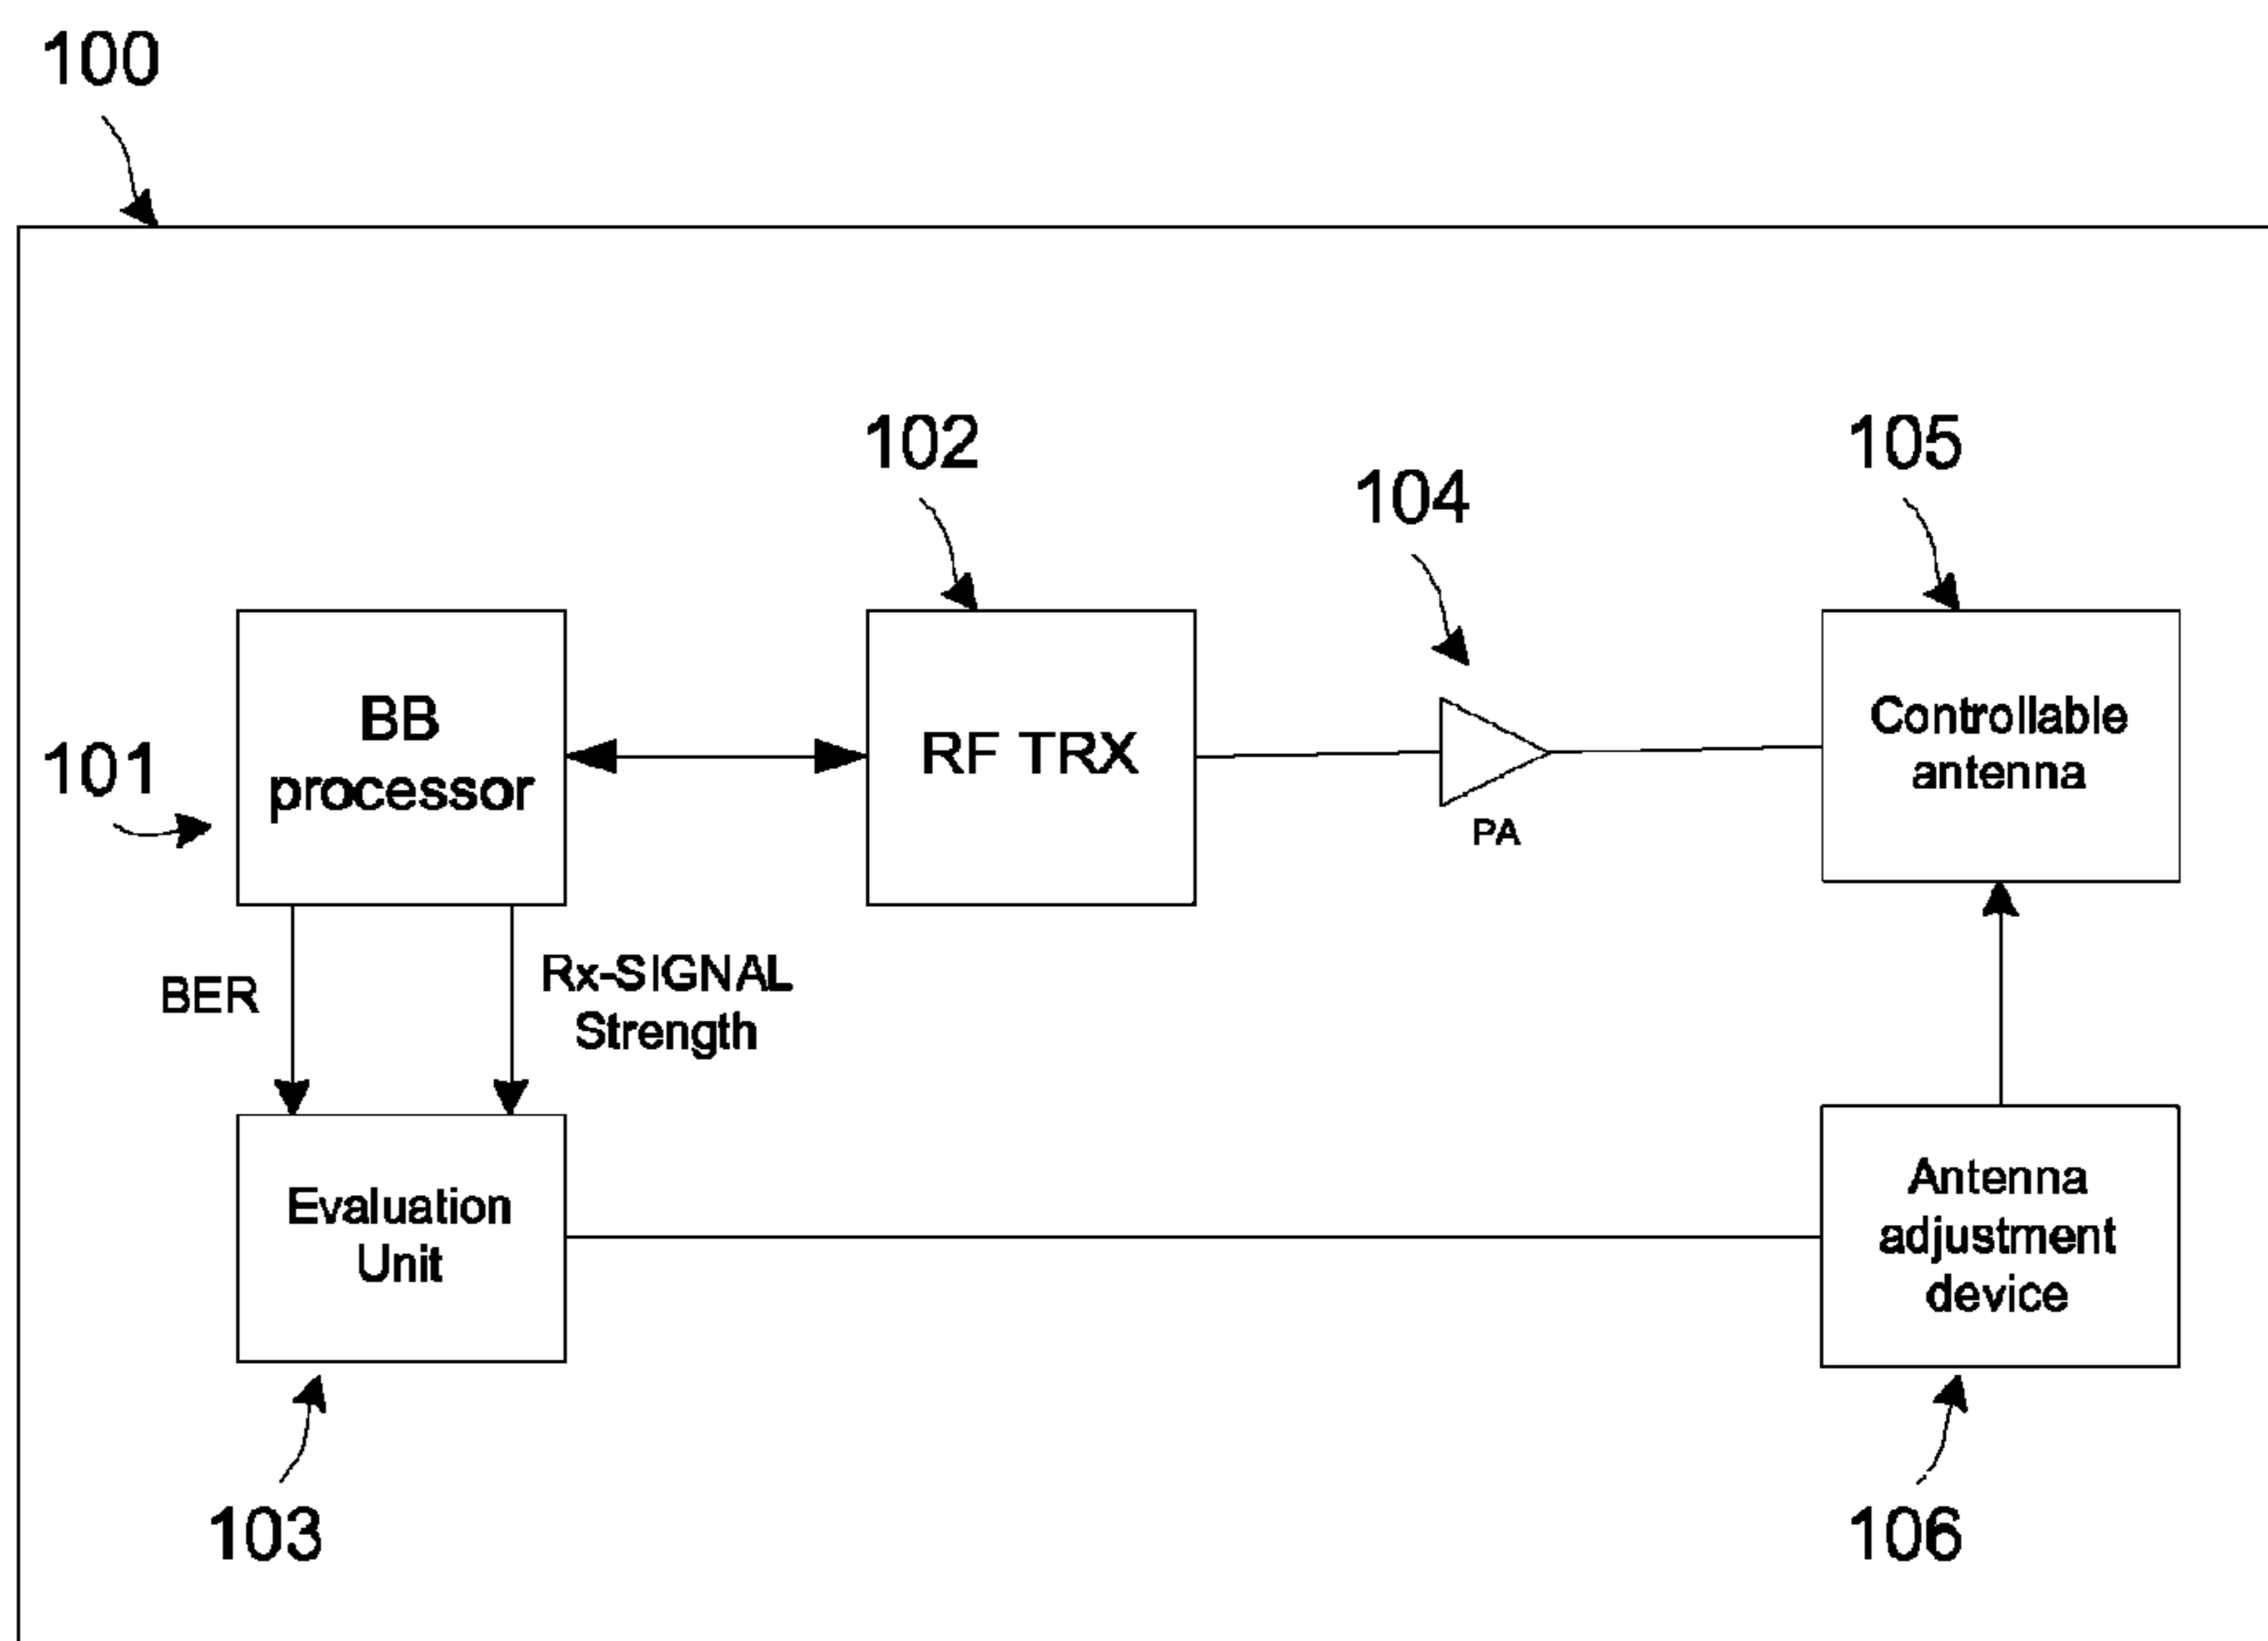 100
102
104
105
101
BB
processor
RF TRX
PA
Controllable
antenna
BER
Rx-SIGNAL
Strength
Evaluation
Unit
Antenna
adjustment
device
103
106